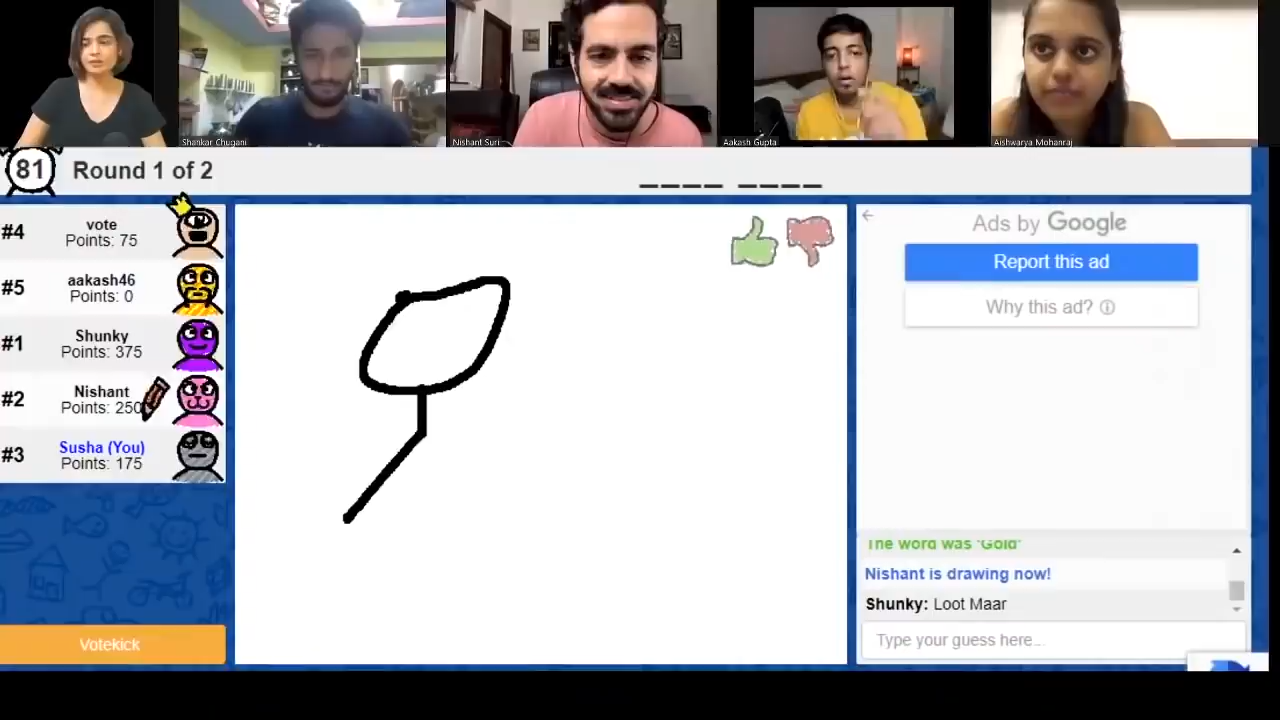 Shankar Chugani
Nishant Suri
Aakash Gupta
Aishwarya Mohanraj
81
Round 1 of 2
____ ____
#4
vote
Points: 75
#5
aakash46
Points: 0
#1
Shunky
Points: 375
#2
Nishant
Points: 250
#3
Susha (You)
Points: 175
Votekick
Ads by Google
Report this ad
Why this ad?
The word was 'Gold'
Nishant is drawing now!
Shunky: Loot Maar
Type your guess here...